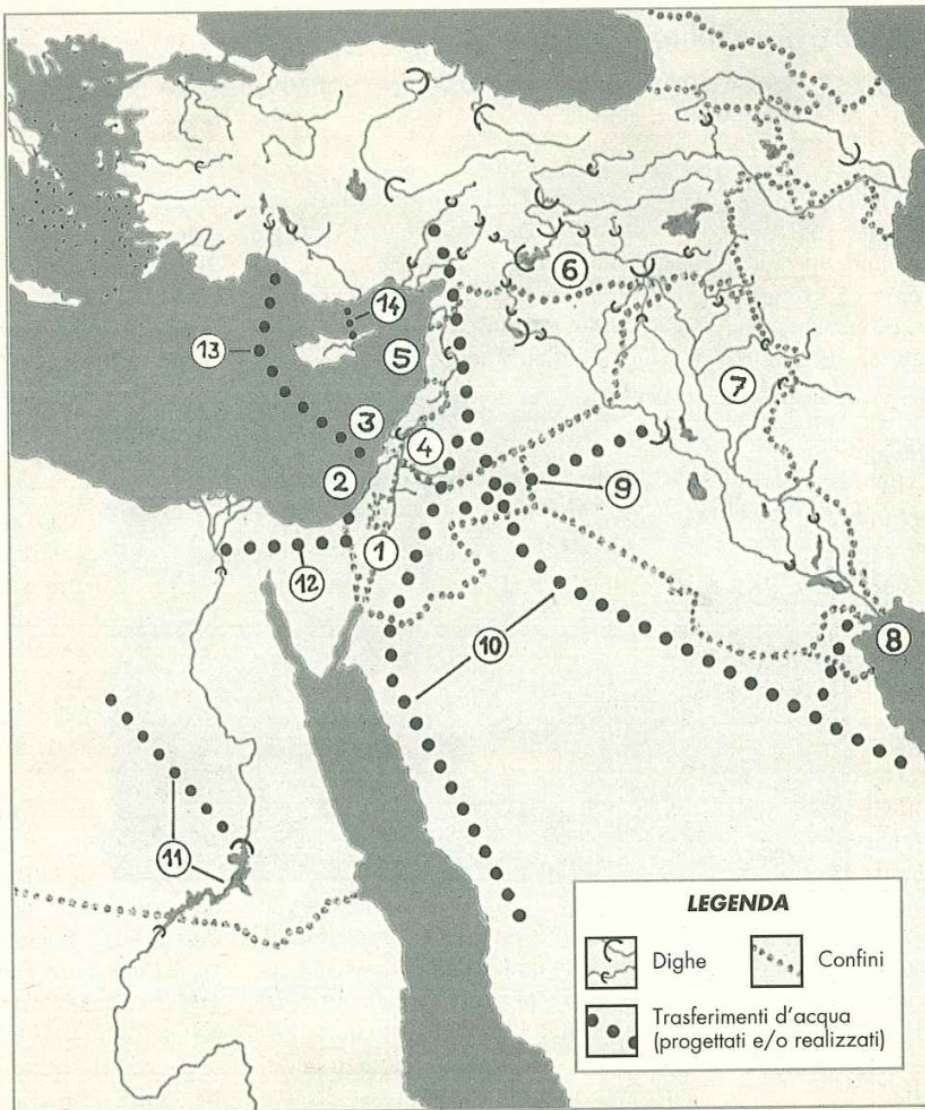 6
14
13
5
7
3
4
2
9
1
12
8
10
11
LEGENDA
Dighe
Confini
Trasferimenti d'acqua
(progettati e/o realizzati)